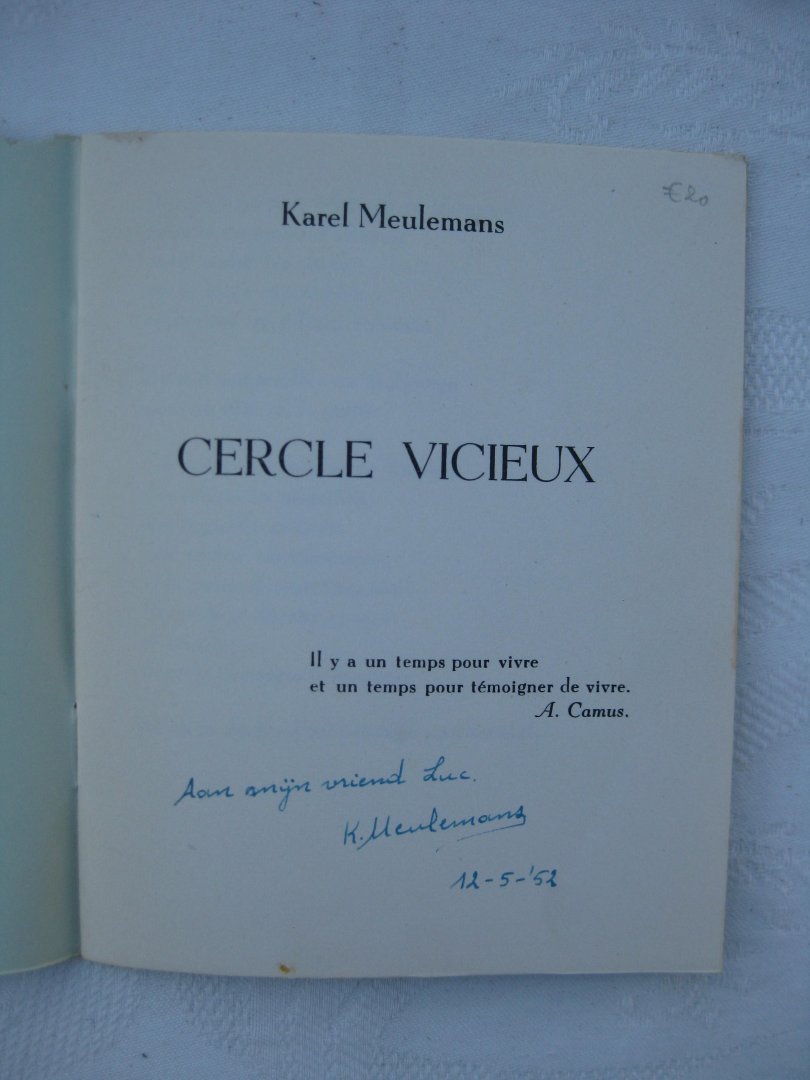 €20
Karel Meulemans
CERCLE VICIEUX
Il y a un temps pour vivre
et un temps pour témoigner de vivre.
A. Camus.
Aan mijn vriend Luc.
K. Meulemans
12-5-'52